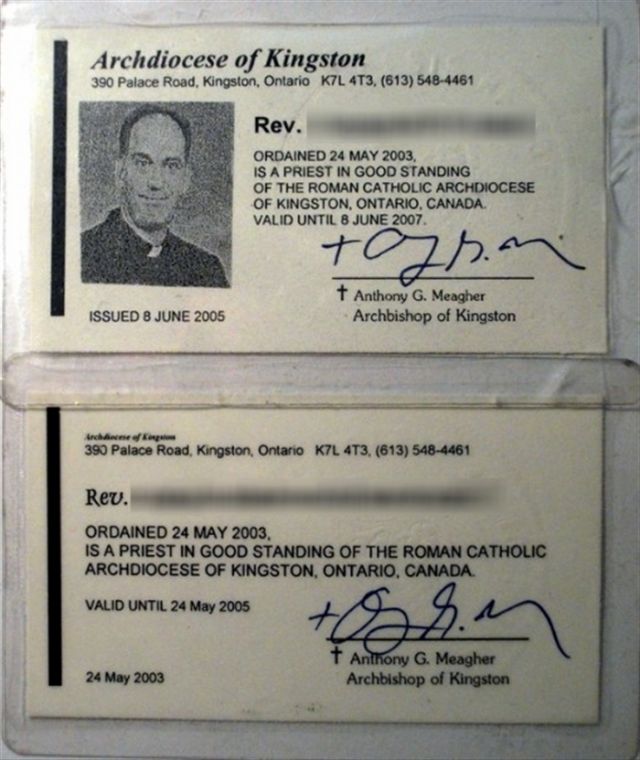 Archdiocese of Kingston
390 Palace Road, Kingston, Ontario K7L 4T3, (613) 548-4461
Rev.
ORDAINED 24 MAY 2003,
IS A PRIEST IN GOOD STANDING
OF THE ROMAN CATHOLIC ARCHDIOCESE
OF KINGSTON, ONTARIO, CANADA.
VALID UNTIL 8 JUNE 2007.
† Anthony G. Meagher
Archbishop of Kingston
ISSUED 8 JUNE 2005
Archdiocese of Kingston
390 Palace Road, Kingston, Ontario K7L 4T3, (613) 548-4461
Rev.
ORDAINED 24 MAY 2003,
IS A PRIEST IN GOOD STANDING OF THE ROMAN CATHOLIC
ARCHDIOCESE OF KINGSTON, ONTARIO, CANADA.
VALID UNTIL 24 May 2005
† Anthony G. Meagher
Archbishop of Kingston
24 May 2003